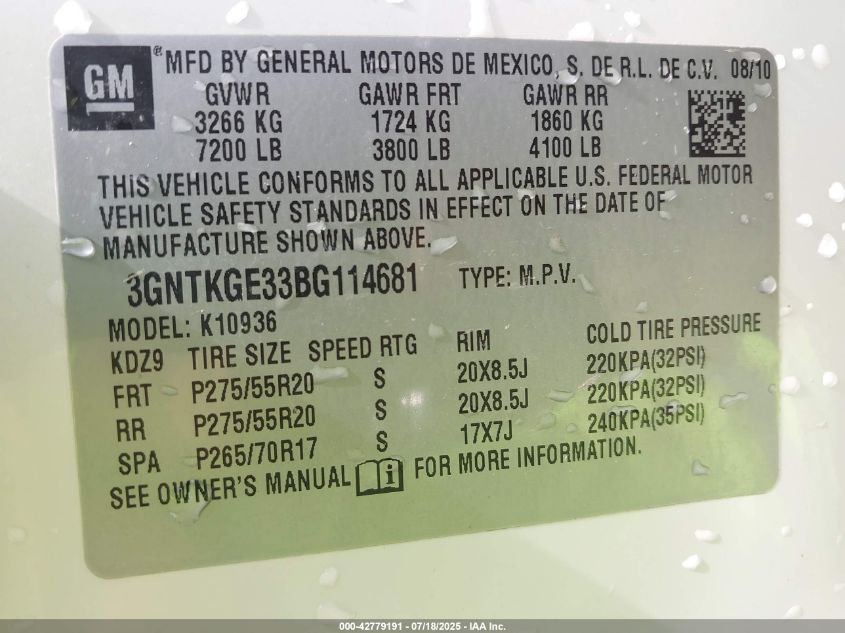 GM ® MFD BY GENERAL MOTORS DE MEXICO, S. DE R.L. DE C.V. 08/10
GVWR GAWR FRT GAWR RR
3266 KG 1724 KG 1860 KG
7200 LB 3800 LB 4100 LB
THIS VEHICLE CONFORMS TO ALL APPLICABLE U.S. FEDERAL MOTOR
VEHICLE SAFETY STANDARDS IN EFFECT ON THE DATE OF
MANUFACTURE SHOWN ABOVE.
3GNTKGE33BG114681 TYPE: M.P.V.
MODEL: K10936
KDZ9 TIRE SIZE SPEED RTG RIM COLD TIRE PRESSURE
FRT P275/55R20 S 20X8.5J 220KPA(32PSI)
RR P275/55R20 S 20X8.5J 220KPA(32PSI)
SPA P265/70R17 S 17X7J 240KPA(35PSI)
SEE OWNER'S MANUAL i FOR MORE INFORMATION.
000-42779191 - 07/18/2025 - IAA Inc.